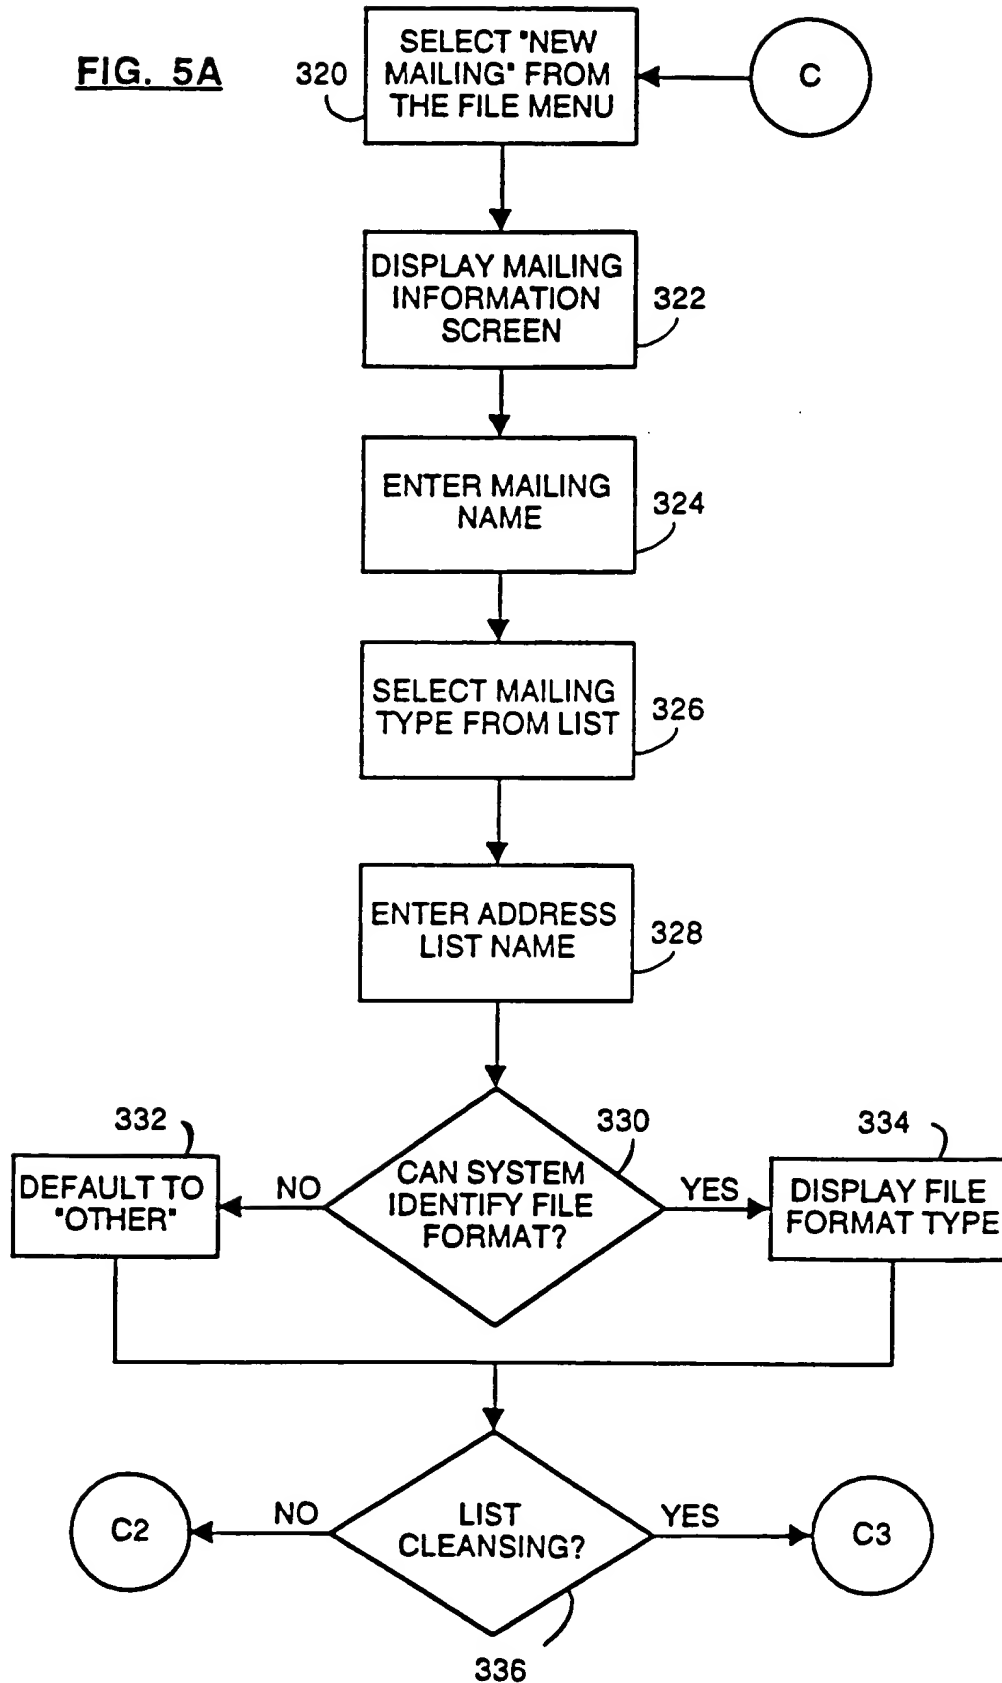 FIG. 5A
320
SELECT "NEW
MAILING" FROM
THE FILE MENU
C
DISPLAY MAILING
INFORMATION
SCREEN
322
ENTER MAILING
NAME
324
SELECT MAILING
TYPE FROM LIST
326
ENTER ADDRESS
LIST NAME
328
332
DEFAULT TO
"OTHER"
NO
330
CAN SYSTEM
IDENTIFY FILE
FORMAT?
YES
334
DISPLAY FILE
FORMAT TYPE
C2
NO
LIST
CLEANSING?
YES
C3
336